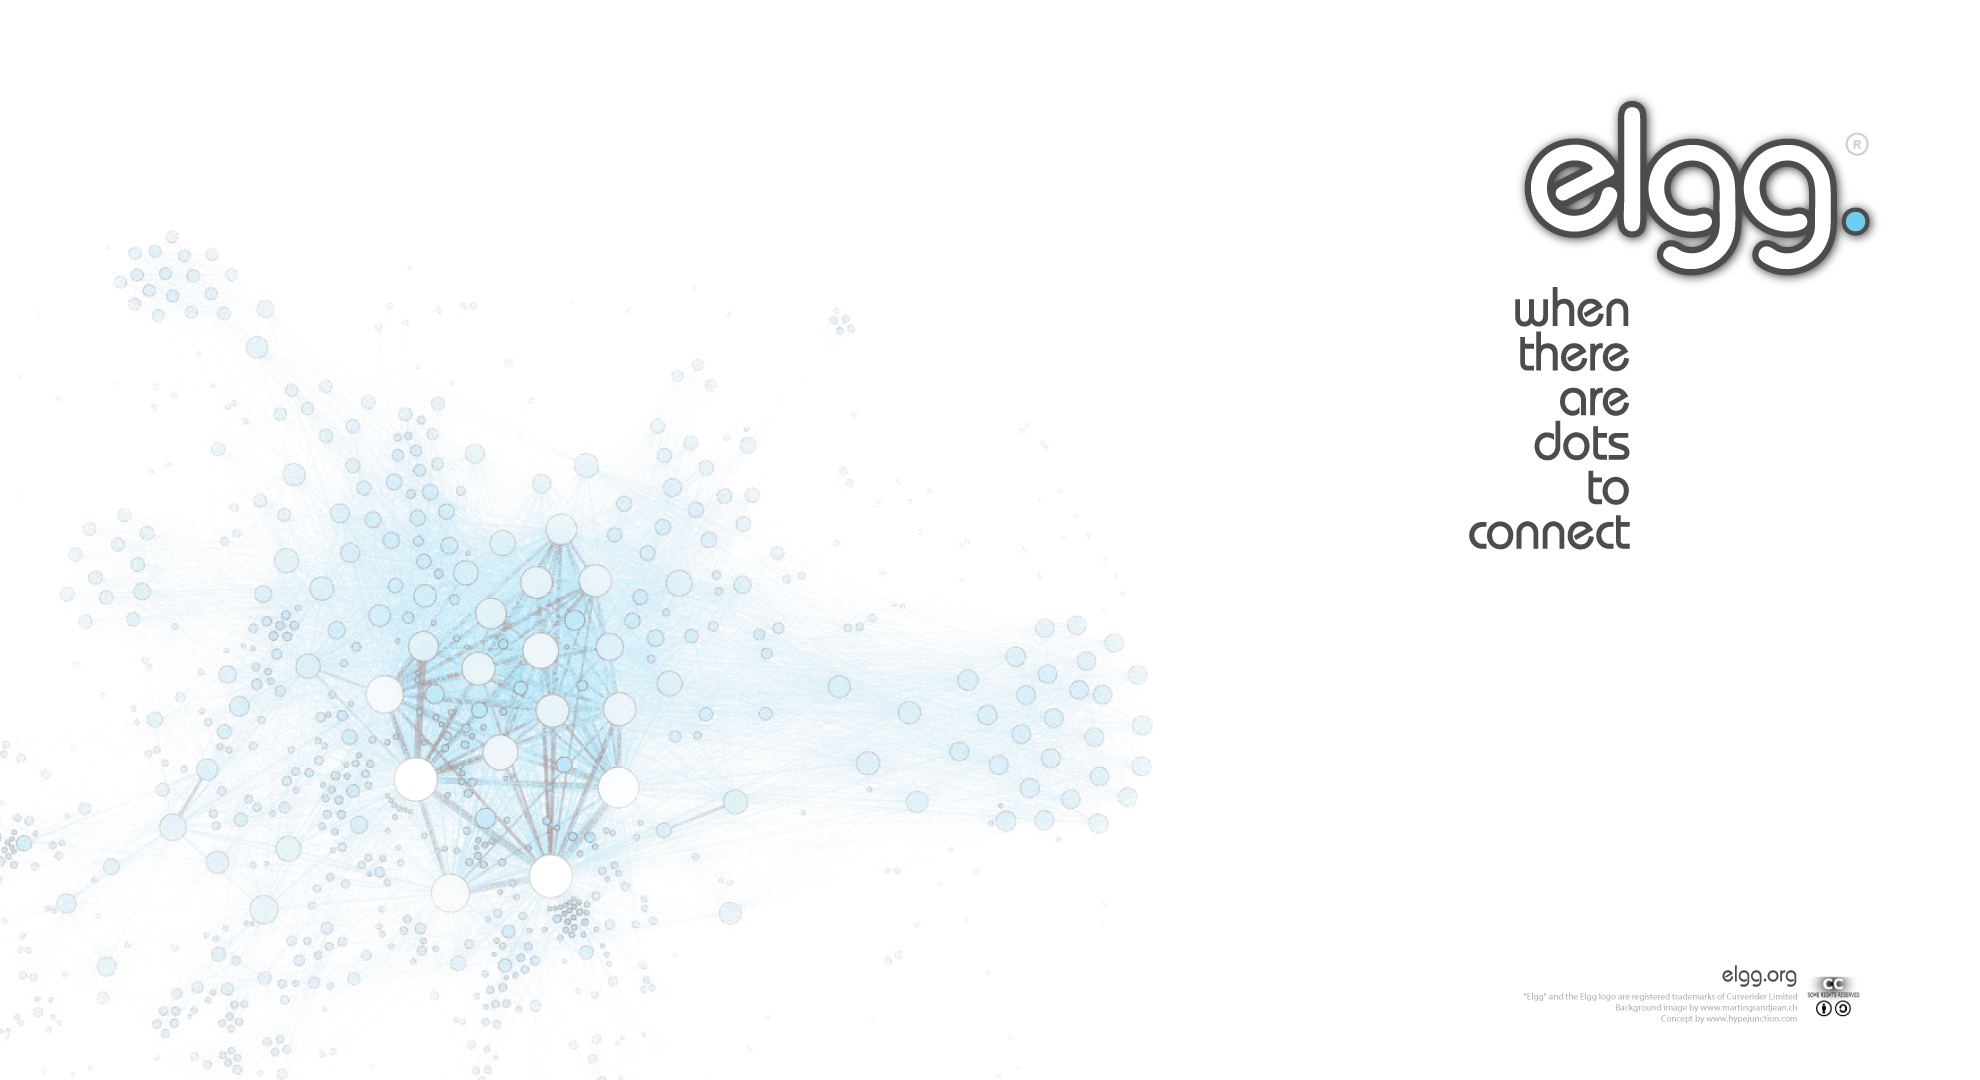 elgg.
®
when
there
are
dots
to
connect
elgg.org
"Elgg" and the Elgg logo are registered trademarks of Curverider Limited
Background image by www.martingrandjean.ch
Concept by www.hypejunction.com
CC
SOME RIGHTS RESERVED